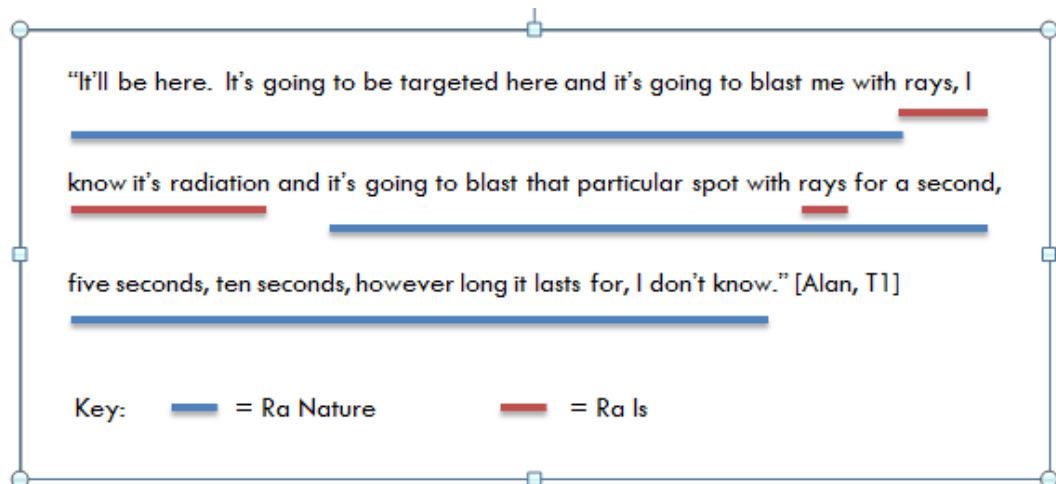 “It’ll be here. It’s going to be targeted here and it’s going to blast me with rays, I
know it’s radiation and it’s going to blast that particular spot with rays for a second,
five seconds, ten seconds, however long it lasts for, I don’t know.” [Alan, T1]
Key: = Ra Nature = Ra Is